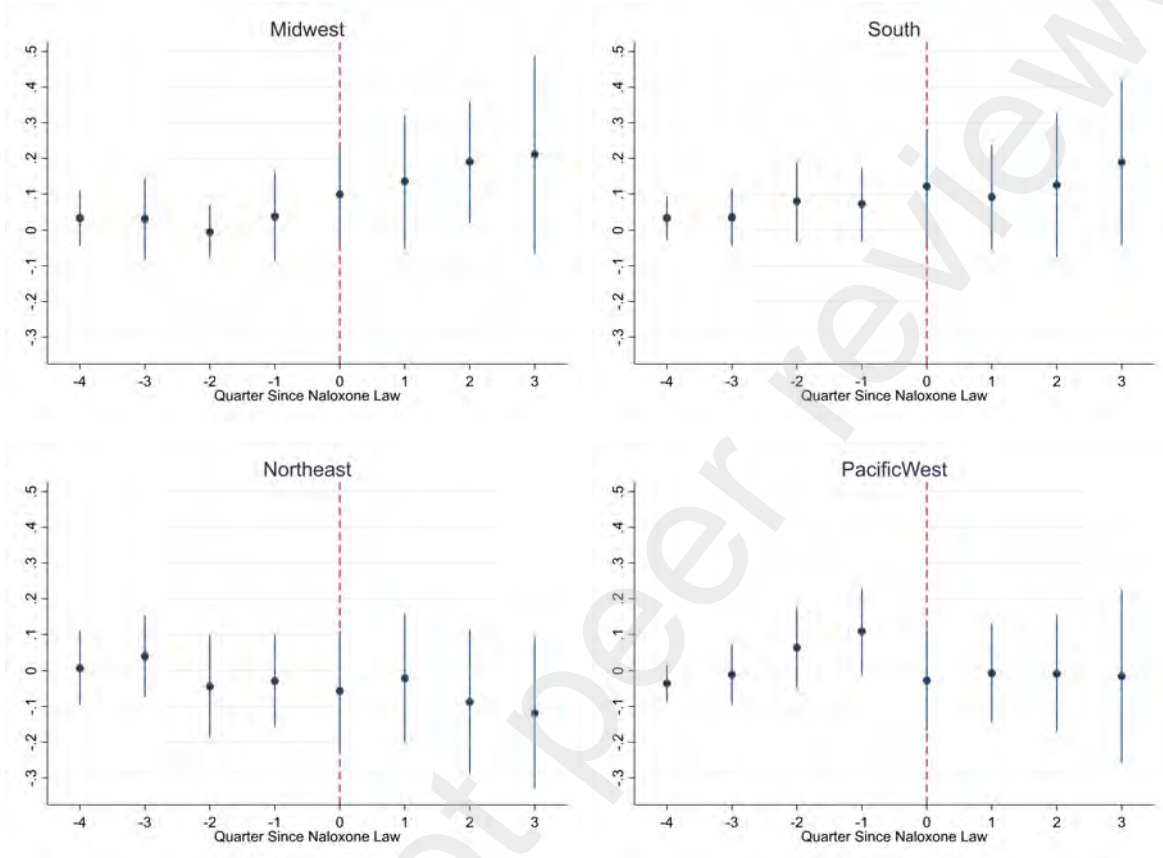 Midwest
.5
.4
.3
.2
.1
0
-.1
-.2
-.3
-4 -3 -2 -1 0 1 2 3
Quarter Since Naloxone Law
South
.5
.4
.3
.2
.1
0
-.1
-.2
-.3
-4 -3 -2 -1 0 1 2 3
Quarter Since Naloxone Law
Northeast
.5
.4
.3
.2
.1
0
-.1
-.2
-.3
-4 -3 -2 -1 0 1 2 3
Quarter Since Naloxone Law
PacificWest
.5
.4
.3
.2
.1
0
-.1
-.2
-.3
-4 -3 -2 -1 0 1 2 3
Quarter Since Naloxone Law
ot peer review